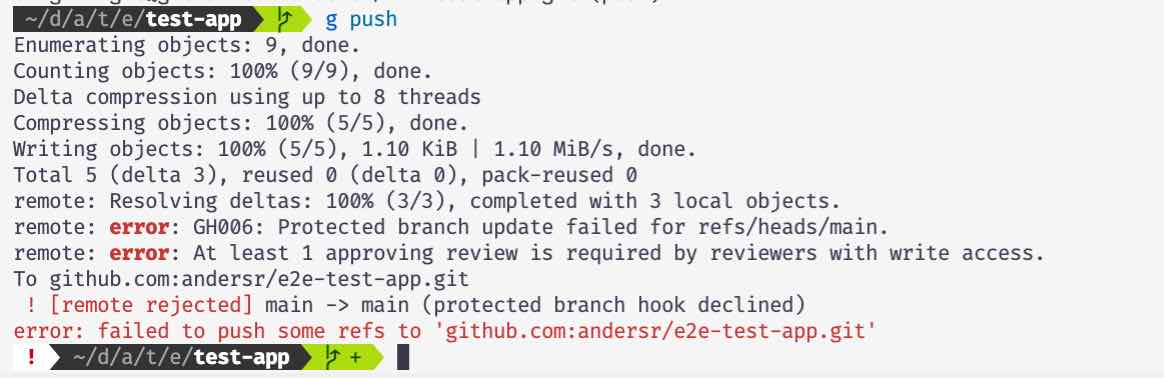 ~/d/a/t/e/test-app g push
Enumerating objects: 9, done.
Counting objects: 100% (9/9), done.
Delta compression using up to 8 threads
Compressing objects: 100% (5/5), done.
Writing objects: 100% (5/5), 1.10 KiB | 1.10 MiB/s, done.
Total 5 (delta 3), reused 0 (delta 0), pack-reused 0
remote: Resolving deltas: 100% (3/3), completed with 3 local objects.
remote: error: GH006: Protected branch update failed for refs/heads/main.
remote: error: At least 1 approving review is required by reviewers with write access.
To github.com:andersr/e2e-test-app.git
 ! [remote rejected] main -> main (protected branch hook declined)
error: failed to push some refs to 'github.com:andersr/e2e-test-app.git'
! ~/d/a/t/e/test-app +